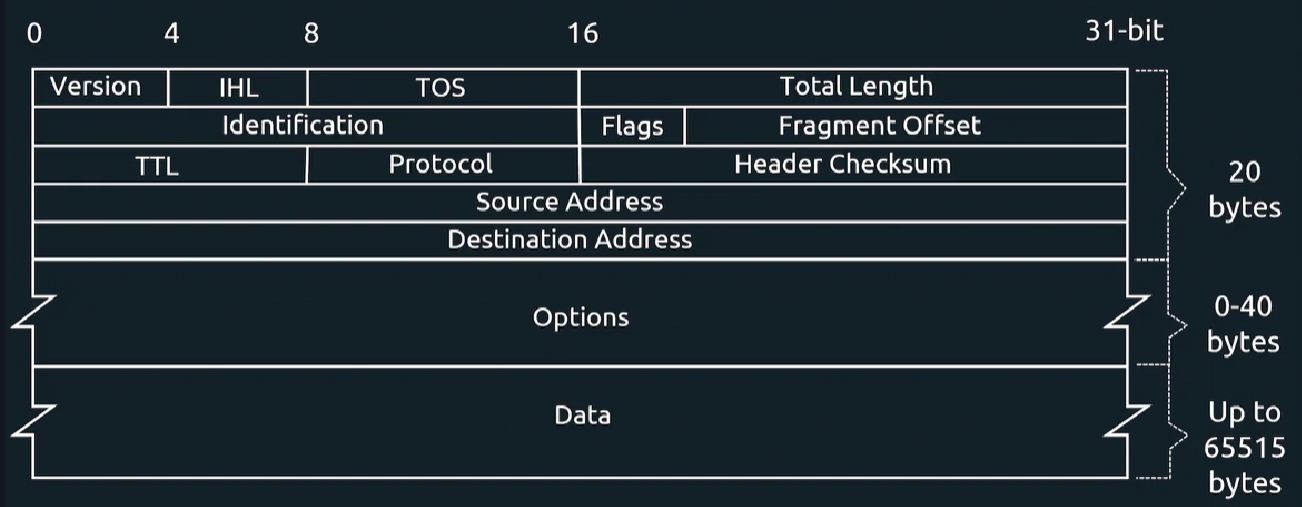 0 4 8 16 31-bit
Version IHL TOS Total Length
Identification Flags Fragment Offset
TTL Protocol Header Checksum
Source Address
Destination Address
20
bytes
Options
0-40
bytes
Data
Up to
65515
bytes